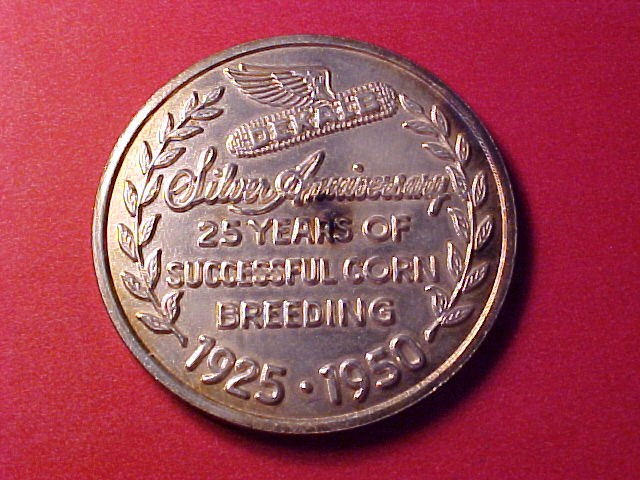 DEKALB
Silver Anniversary
25 YEARS OF
SUCCESSFUL CORN
BREEDING
1925 · 1950